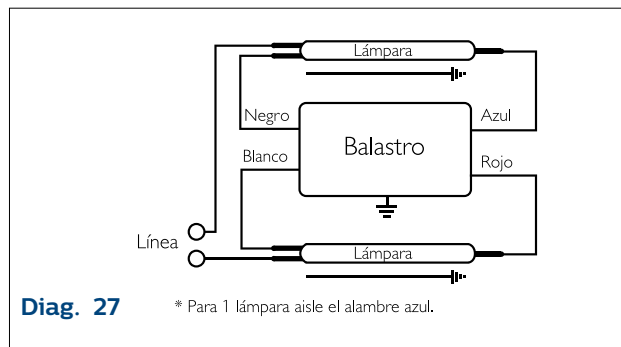 Lámpara
Negro
Azul
Balastro
Blanco
Rojo
Línea
Lámpara
Diag. 27
* Para 1 lámpara aisle el alambre azul.